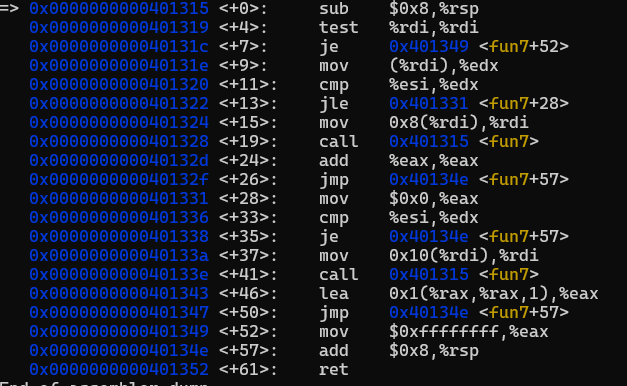 => 0x0000000000401315 <+0>: sub $0x8,%rsp
0x0000000000401319 <+4>: test %rdi,%rdi
0x000000000040131c <+7>: je 0x401349 <fun7+52>
0x000000000040131e <+9>: mov (%rdi),%edx
0x0000000000401320 <+11>: cmp %esi,%edx
0x0000000000401322 <+13>: jle 0x401331 <fun7+28>
0x0000000000401324 <+15>: mov 0x8(%rdi),%rdi
0x0000000000401328 <+19>: call 0x401315 <fun7>
0x000000000040132d <+24>: add %eax,%eax
0x000000000040132f <+26>: jmp 0x40134e <fun7+57>
0x0000000000401331 <+28>: mov $0x0,%eax
0x0000000000401336 <+33>: cmp %esi,%edx
0x0000000000401338 <+35>: je 0x40134e <fun7+57>
0x000000000040133a <+37>: mov 0x10(%rdi),%rdi
0x000000000040133e <+41>: call 0x401315 <fun7>
0x0000000000401343 <+46>: lea 0x1(%rax,%rax,1),%eax
0x0000000000401347 <+50>: jmp 0x40134e <fun7+57>
0x0000000000401349 <+52>: mov $0xffffffff,%eax
0x000000000040134e <+57>: add $0x8,%rsp
0x0000000000401352 <+61>: ret
End of assembler dump